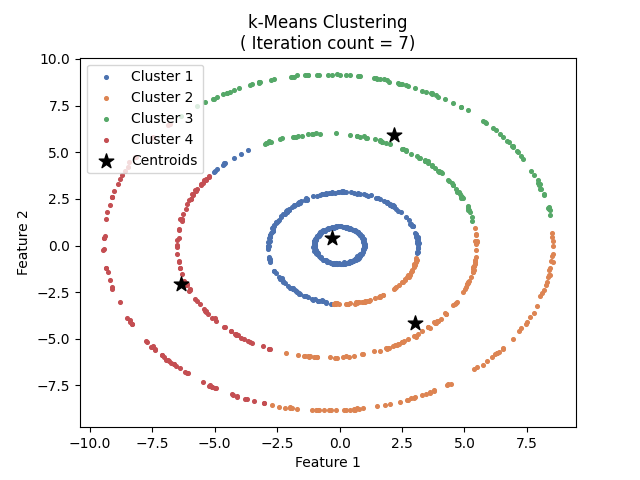 k-Means Clustering
( Iteration count = 7)
10.0
7.5
5.0
2.5
0.0
−2.5
−5.0
−7.5
Feature 2
Cluster 1
Cluster 2
Cluster 3
Cluster 4
Centroids
−10.0 −7.5 −5.0 −2.5 0.0 2.5 5.0 7.5
Feature 1